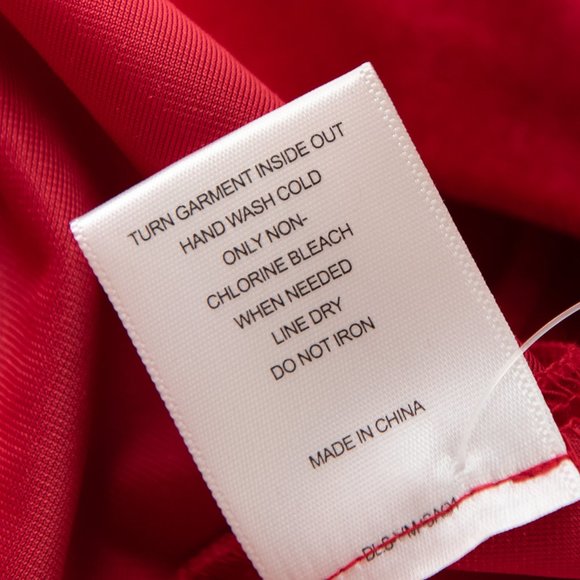 TURN GARMENT INSIDE OUT
HAND WASH COLD
ONLY NON-
CHLORINE BLEACH
WHEN NEEDED
LINE DRY
DO NOT IRON
MADE IN CHINA